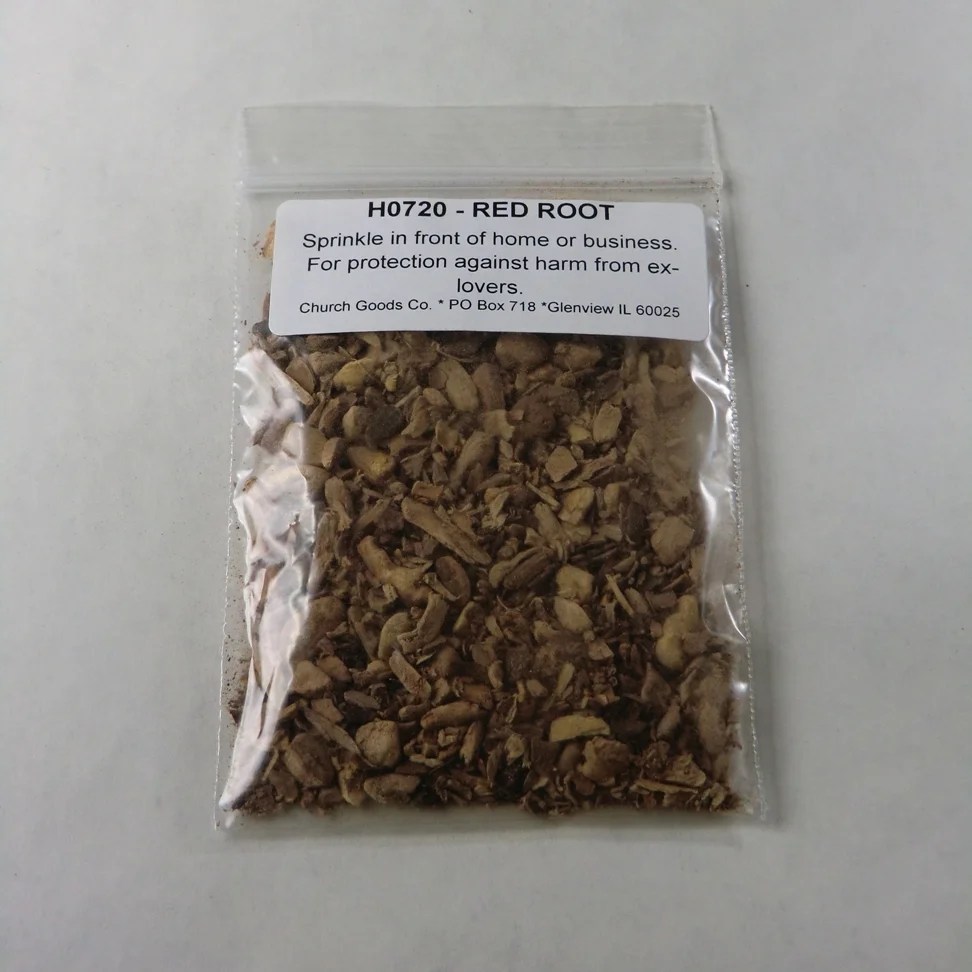 H0720 - RED ROOT
Sprinkle in front of home or business.
For protection against harm from ex-
lovers.
Church Goods Co. * PO Box 718 *Glenview IL 60025